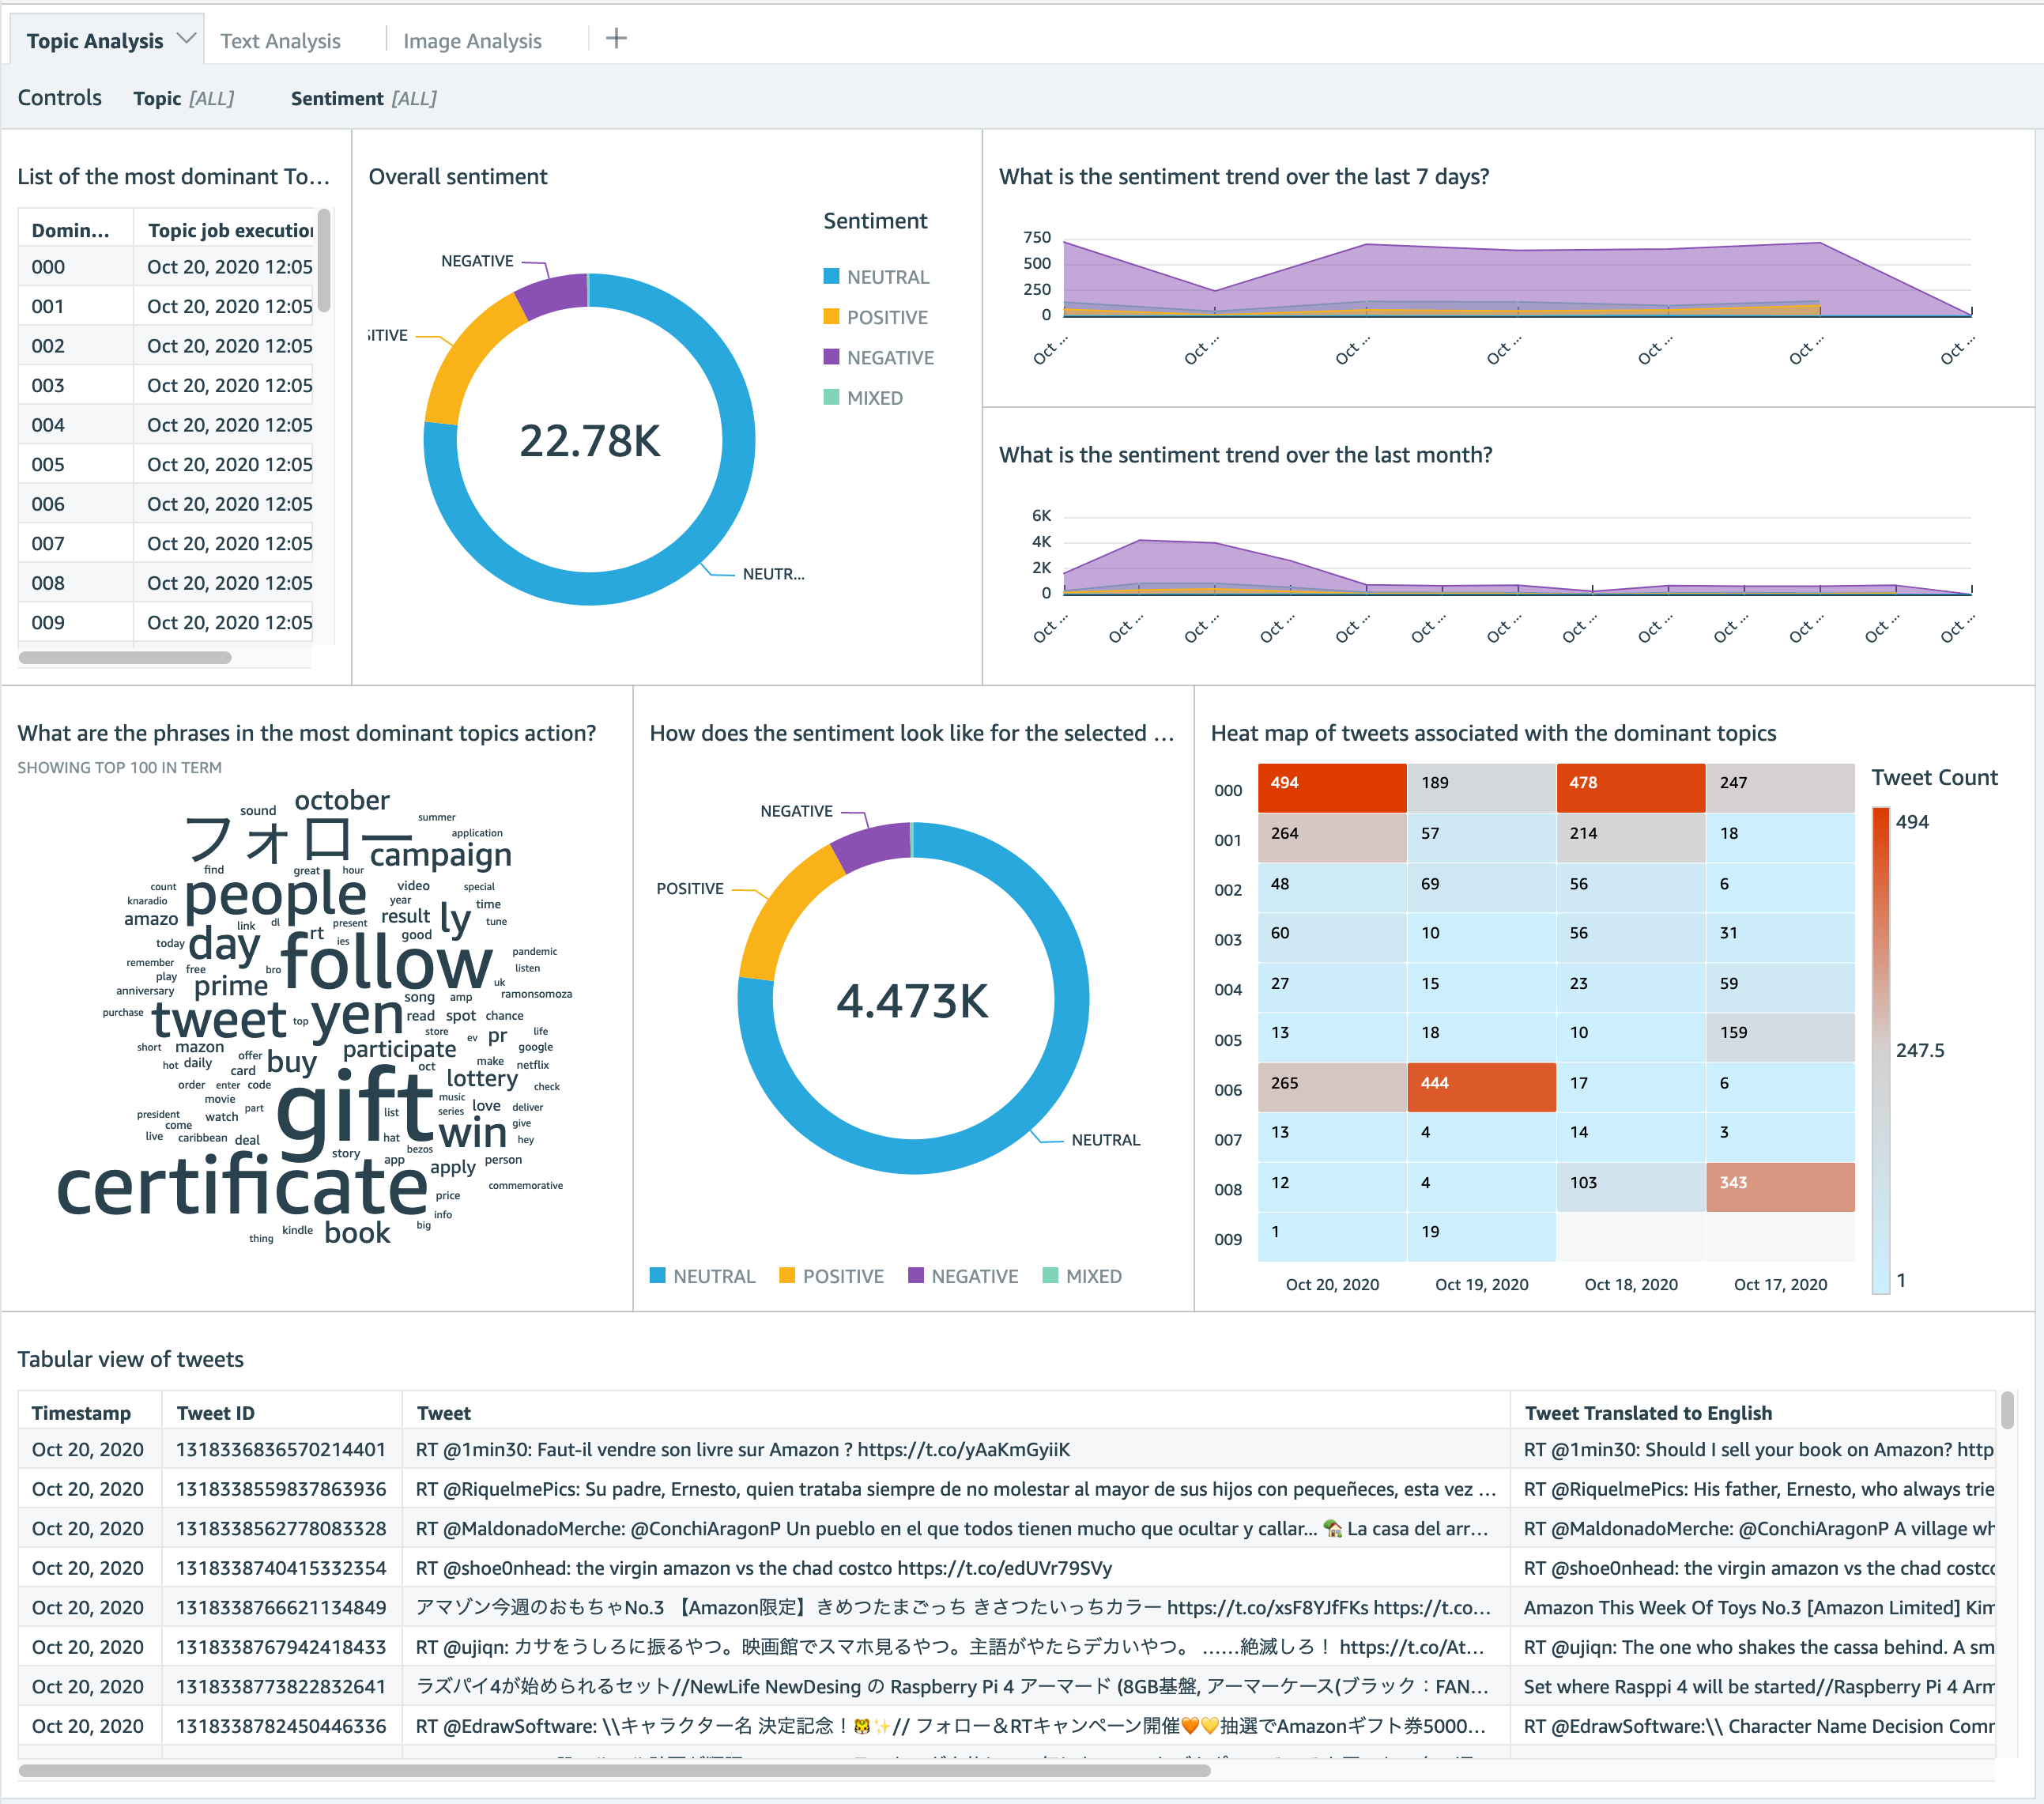 Topic Analysis
Text Analysis
Image Analysis
Controls Topic [ALL] Sentiment [ALL]
List of the most dominant To...
Domin... Topic job execution
000 Oct 20, 2020 12:05
001 Oct 20, 2020 12:05
002 Oct 20, 2020 12:05
003 Oct 20, 2020 12:05
004 Oct 20, 2020 12:05
005 Oct 20, 2020 12:05
006 Oct 20, 2020 12:05
007 Oct 20, 2020 12:05
008 Oct 20, 2020 12:05
009 Oct 20, 2020 12:05
Overall sentiment
NEGATIVE
SITIVE
22.78K
NEUTR...
Sentiment
NEUTRAL
POSITIVE
NEGATIVE
MIXED
What is the sentiment trend over the last 7 days?
750
500
250
0
Oct ... Oct ... Oct ... Oct ... Oct ... Oct ... Oct ...
What is the sentiment trend over the last month?
6K
4K
2K
0
Oct ... Oct ... Oct ... Oct ... Oct ... Oct ... Oct ... Oct ... Oct ... Oct ... Oct ... Oct ... Oct ...
What are the phrases in the most dominant topics action?
SHOWING TOP 100 IN TERM
october
sound
summer
フォロー
application
campaign
find
great
hour
count
people
video
special
knaradio
year
time
amazo
result
ly
link
dl
present
tune
today
day
rt
ies
good
follow
pandemic
remember
free
bro
listen
play
prime
uk
anniversary
song
amp
ramonsomoza
purchase
tweet
top
yen
read
spot
chance
store
ev
pr
life
short
mazon
participate
google
hot
daily
offer
card
buy
oct
make
netflix
order
enter
code
lottery
check
movie
gift
music
love
deliver
president
watch
part
list
series
come
win
give
live
caribbean
deal
hat
hey
story
app
bezos
person
certificate
apply
price
commemorative
info
thing
kindle
book
big
How does the sentiment look like for the selected ...
NEGATIVE
POSITIVE
4.473K
NEUTRAL
NEUTRAL POSITIVE NEGATIVE MIXED
Heat map of tweets associated with the dominant topics
000 494 189 478 247
001 264 57 214 18
002 48 69 56 6
003 60 10 56 31
004 27 15 23 59
005 13 18 10 159
006 265 444 17 6
007 13 4 14 3
008 12 4 103 343
009 1 19
Oct 20, 2020 Oct 19, 2020 Oct 18, 2020 Oct 17, 2020
Tweet Count
494
247.5
1
Tabular view of tweets
Timestamp Tweet ID Tweet Tweet Translated to English
Oct 20, 2020 1318336836570214401 RT @1min30: Faut-il vendre son livre sur Amazon ? https://t.co/yAaKmGyiiK RT @1min30: Should I sell your book on Amazon? http
Oct 20, 2020 1318338559837863936 RT @RiquelmePics: Su padre, Ernesto, quien trataba siempre de no molestar al mayor de sus hijos con pequeñeces, esta vez ... RT @RiquelmePics: His father, Ernesto, who always trie
Oct 20, 2020 1318338562778083328 RT @MaldonadoMerche: @ConchiAragonP Un pueblo en el que todos tienen mucho que ocultar y callar... 🏡 La casa del arr... RT @MaldonadoMerche: @ConchiAragonP A village wh
Oct 20, 2020 1318338740415332354 RT @shoe0nhead: the virgin amazon vs the chad costco https://t.co/edUVr79SVy RT @shoe0nhead: the virgin amazon vs the chad costc
Oct 20, 2020 1318338766621134849 アマゾン今週のおもちゃNo.3 【Amazon限定】きめつたまごっち きさつたいっちカラー https://t.co/xsF8YJfFKs https://t.co... Amazon This Week Of Toys No.3 [Amazon Limited] Kim
Oct 20, 2020 1318338767942418433 RT @ujiqn: カサをうしろに振るやつ。映画館でスマホ見るやつ。主語がやたらデカいやつ。 ......絶滅しろ！ https://t.co/At... RT @ujiqn: The one who shakes the cassa behind. A sm
Oct 20, 2020 1318338773822832641 ラズパイ4が始められるセット//NewLife NewDesing の Raspberry Pi 4 アーマード (8GB基盤, アーマーケース(ブラック：FAN... Set where Rasppi 4 will be started//Raspberry Pi 4 Arm
Oct 20, 2020 1318338782450446336 RT @EdrawSoftware: \\キャラクター名 決定記念！🐯✨// フォロー＆RTキャンペーン開催🧡💛抽選でAmazonギフト券5000... RT @EdrawSoftware:\\ Character Name Decision Com